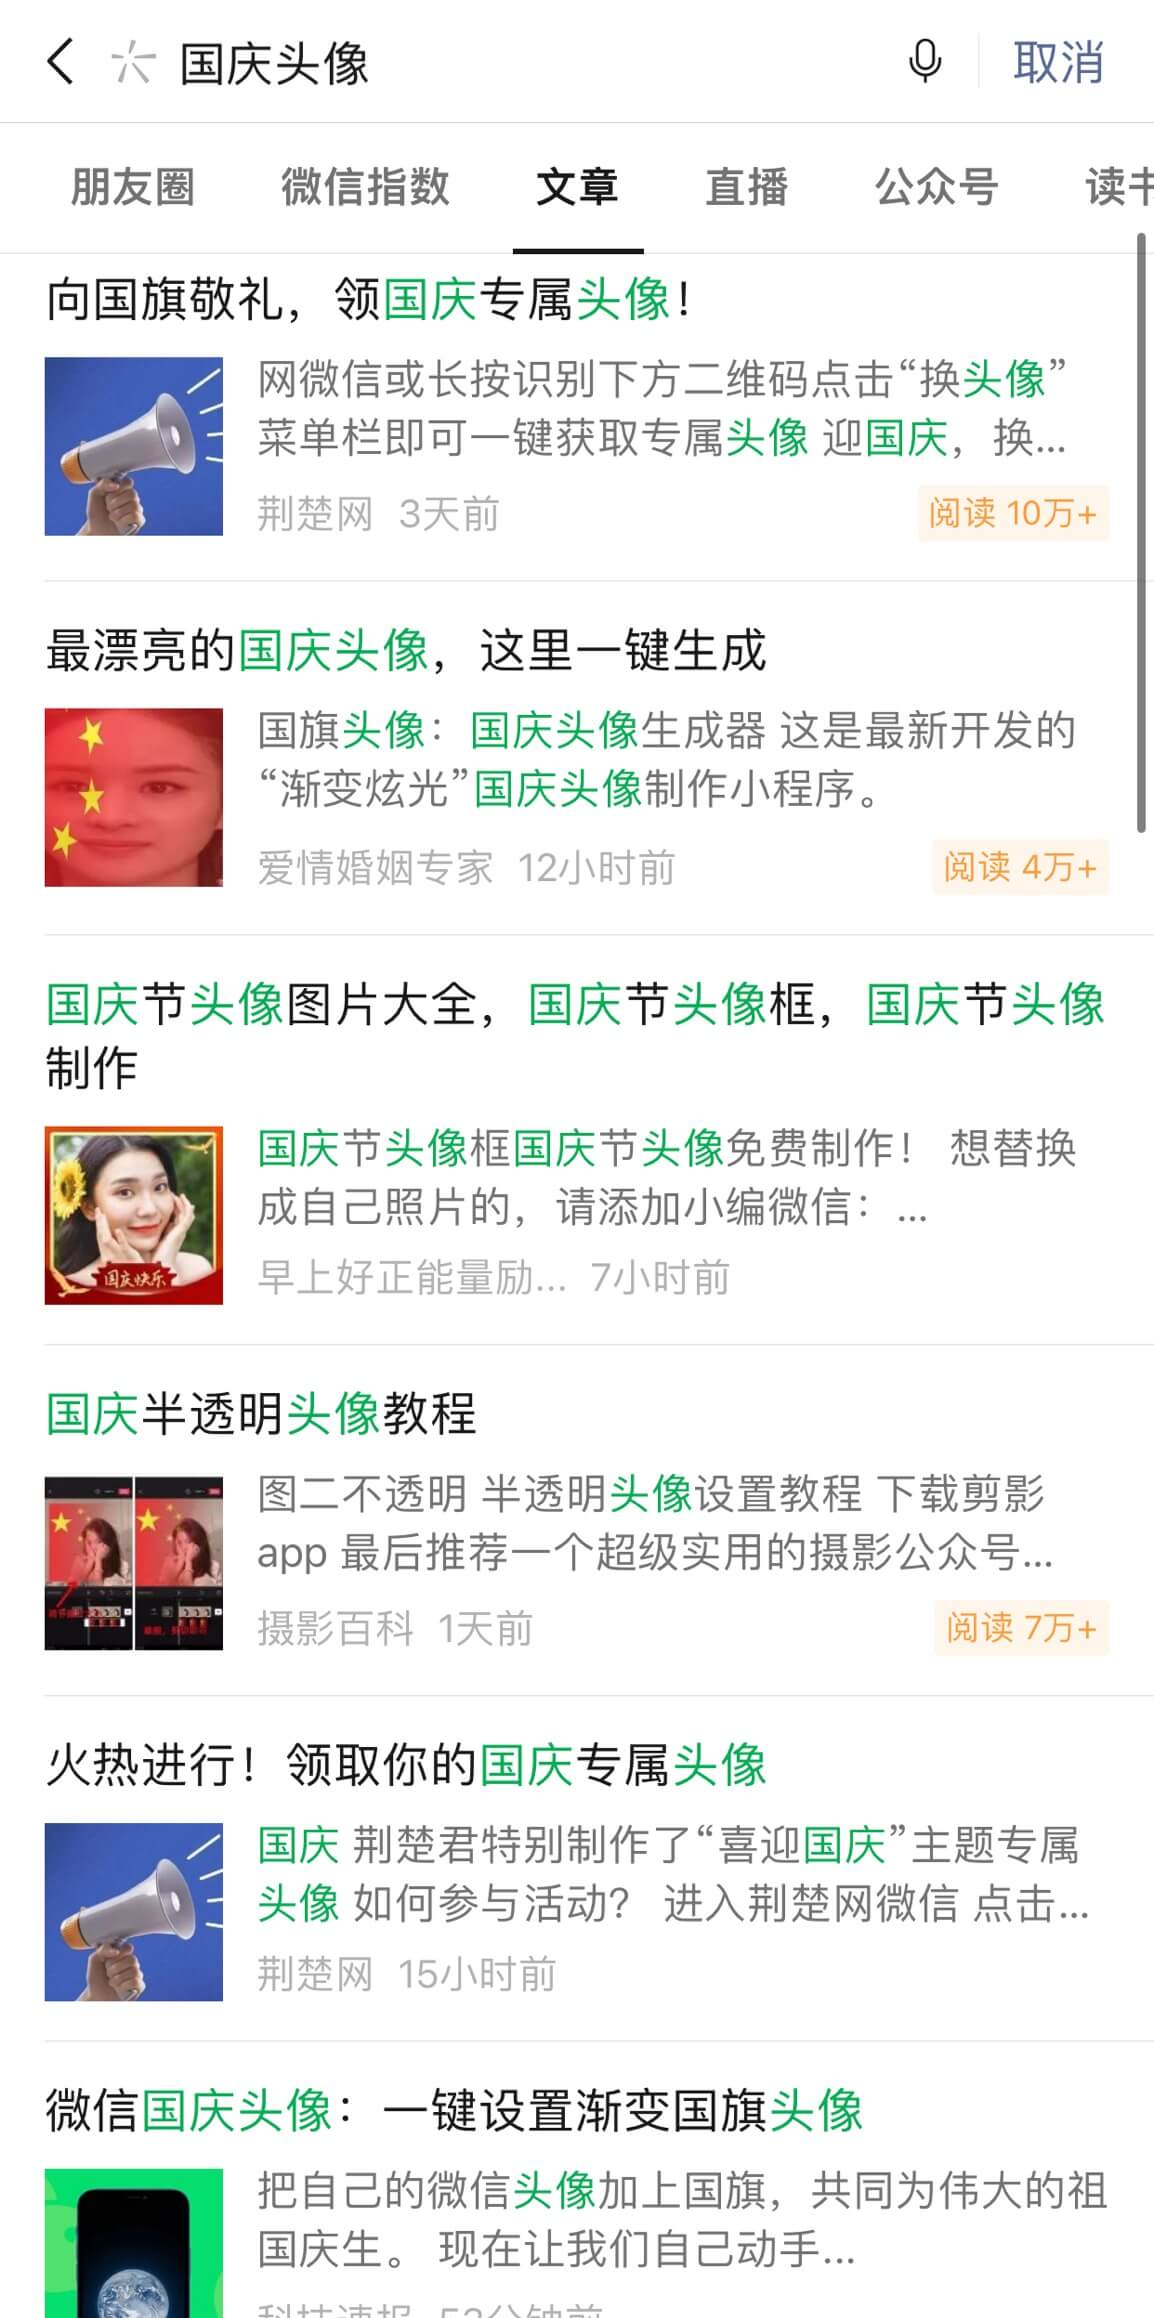 国庆头像
取消
朋友圈 微信指数 文章 直播 公众号 读书
向国旗敬礼，领国庆专属头像！
网微信或长按识别下方二维码点击“换头像”
菜单栏即可一键获取专属头像 迎国庆，换...
荆楚网 3天前
阅读 10万+
最漂亮的国庆头像，这里一键生成
国旗头像：国庆头像生成器 这是最新开发的
“渐变炫光”国庆头像制作小程序。
爱情婚姻专家 12小时前
阅读 4万+
国庆节头像图片大全，国庆节头像框，国庆节头像
制作
国庆快乐
国庆节头像框国庆节头像免费制作！ 想替换
成自己照片的，请添加小编微信：...
早上好正能量励... 7小时前
国庆半透明头像教程
图二不透明 半透明头像设置教程 下载剪影
app 最后推荐一个超级实用的摄影公众号...
摄影百科 1天前
阅读 7万+
火热进行！领取你的国庆专属头像
国庆 荆楚君特别制作了“喜迎国庆”主题专属
头像 如何参与活动？ 进入荆楚网微信 点击...
荆楚网 15小时前
微信国庆头像：一键设置渐变国旗头像
把自己的微信头像加上国旗，共同为伟大的祖
国庆生。 现在让我们自己动手...
科技速报 53分钟前